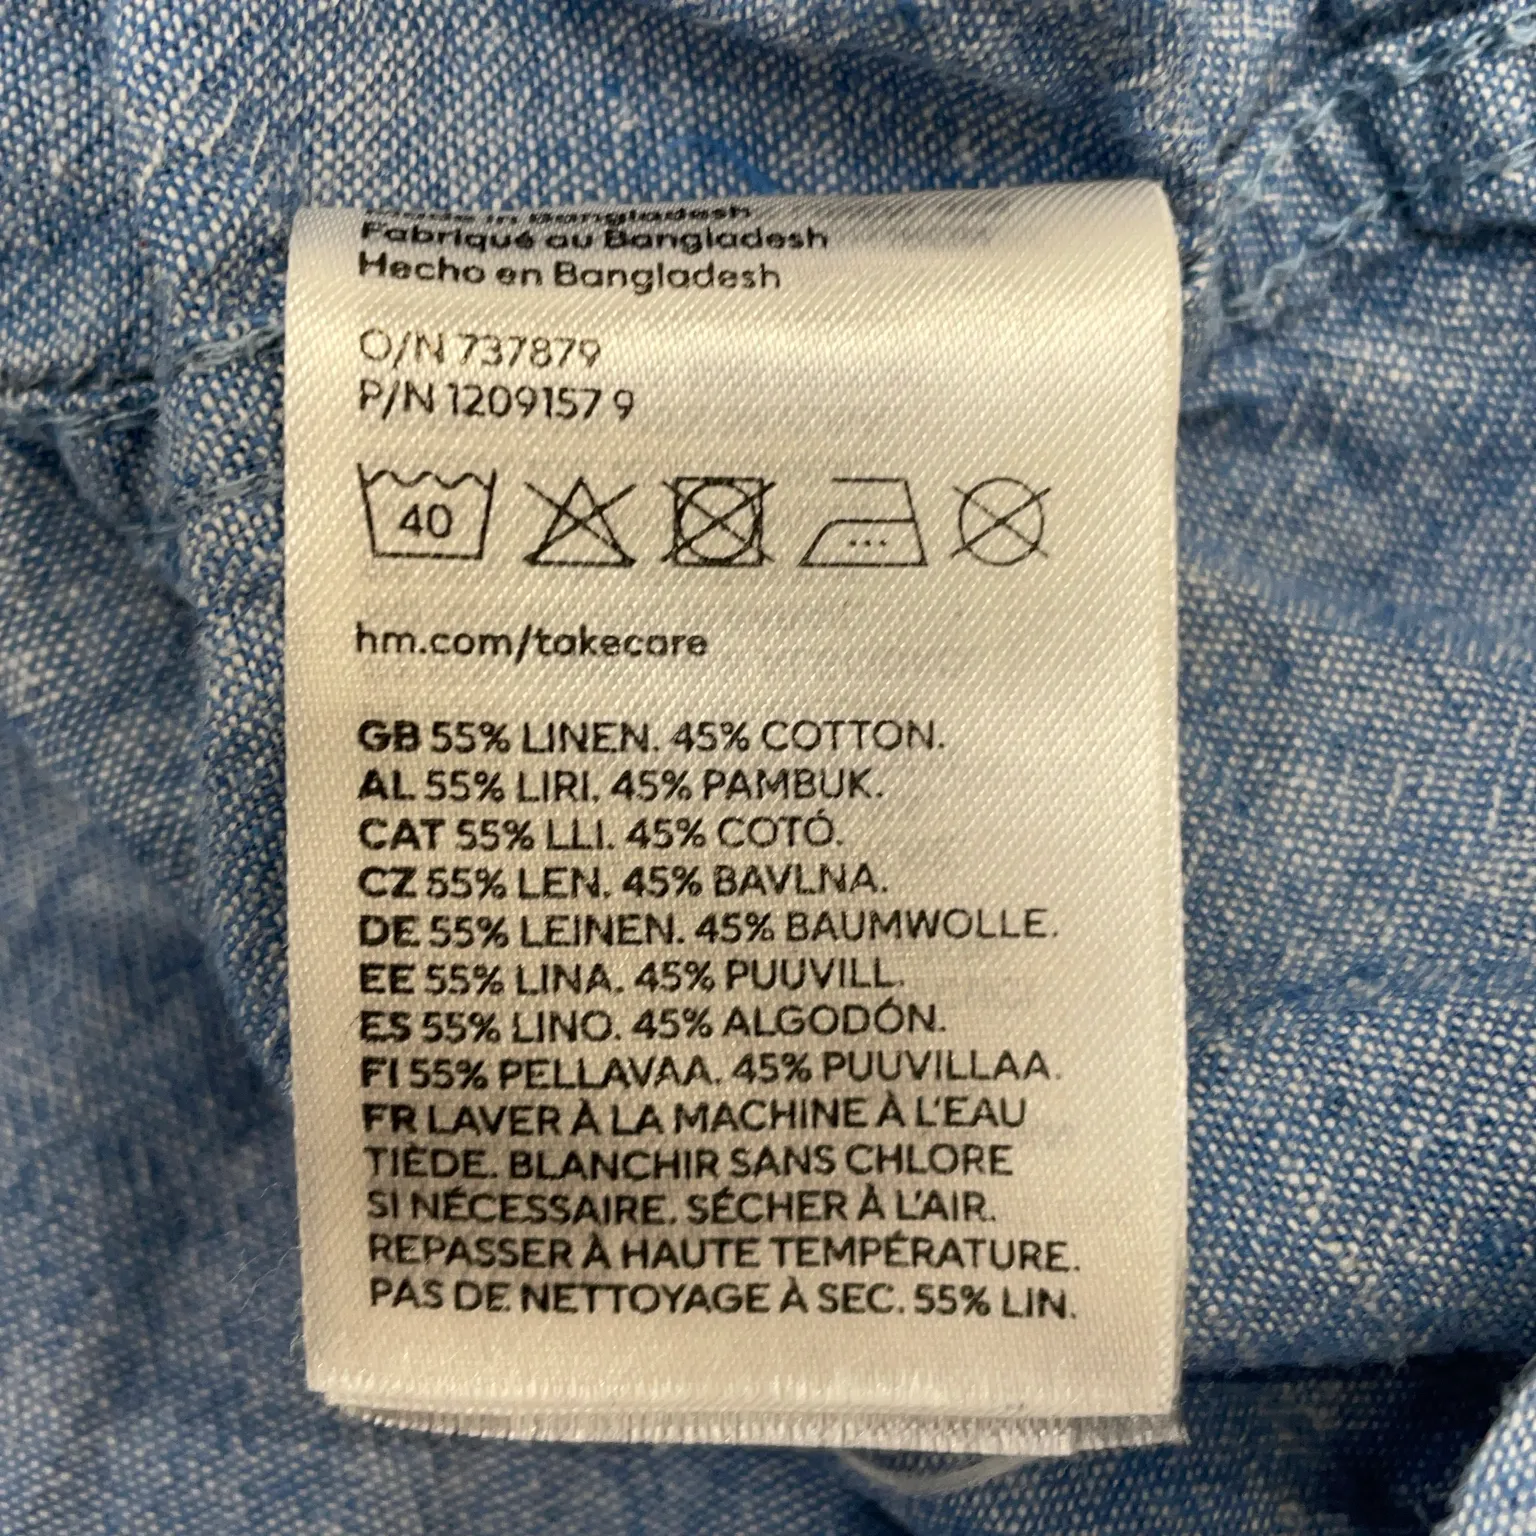 Made in Bangladesh
Fabriqué au Bangladesh
Hecho en Bangladesh
O/N 737879
P/N 1209157 9
40
hm.com/takecare
GB 55% LINEN. 45% COTTON.
AL 55% LIRI. 45% PAMBUK.
CAT 55% LLI. 45% COTÓ.
CZ 55% LEN. 45% BAVLNA.
DE 55% LEINEN. 45% BAUMWOLLE.
EE 55% LINA. 45% PUUVILL.
ES 55% LINO. 45% ALGODÓN.
FI 55% PELLAVAA. 45% PUUVILLAA.
FR LAVER À LA MACHINE À L'EAU
TIÈDE. BLANCHIR SANS CHLORE
SI NÉCESSAIRE. SÉCHER À L'AIR.
REPASSER À HAUTE TEMPÉRATURE.
PAS DE NETTOYAGE À SEC. 55% LIN.